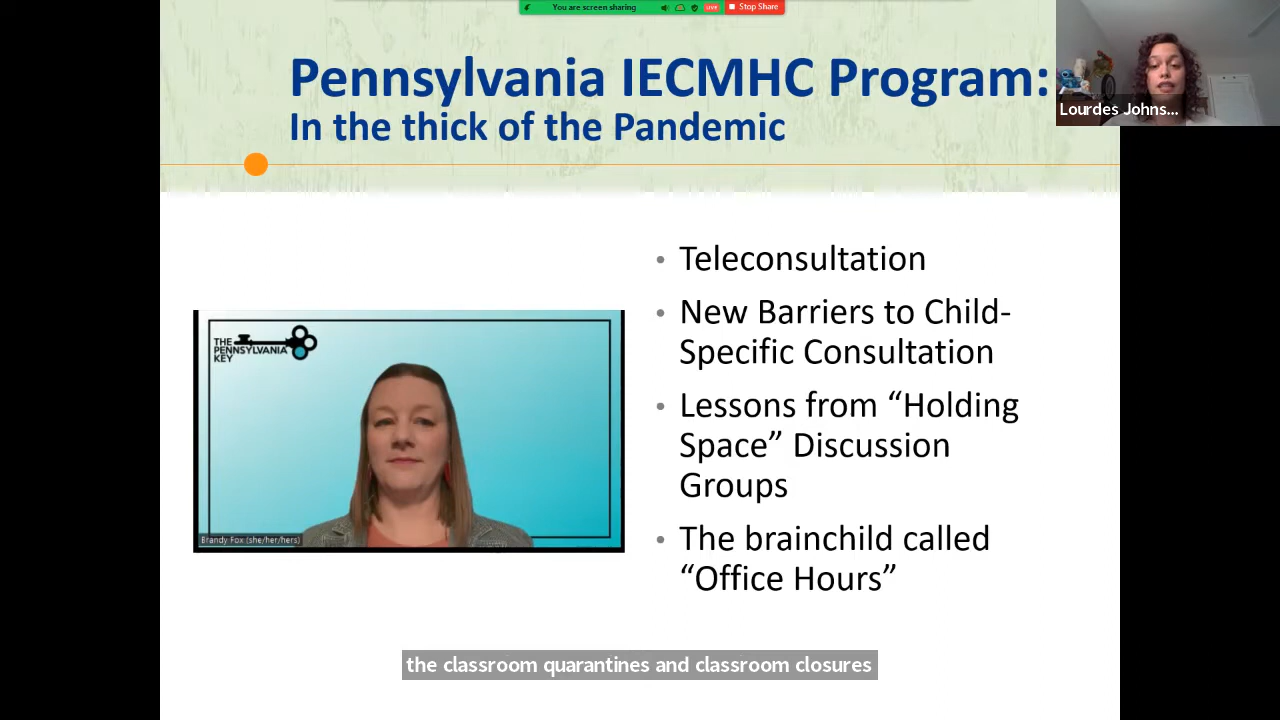 You are screen sharing
LIVE
Stop Share
Pennsylvania IECMHC Program:
In the thick of the Pandemic
Lourdes Johns...
• Teleconsultation
• New Barriers to Child-
Specific Consultation
• Lessons from “Holding
Space” Discussion
Groups
• The brainchild called
“Office Hours”
THE
PENNSYLVANIA
KEY
Brandy Fox (she/her/hers)
the classroom quarantines and classroom closures